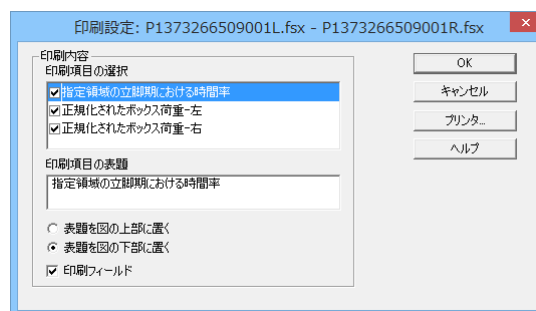 印刷設定: P1373266509001L.fsx - P1373266509001R.fsx
印刷内容
印刷項目の選択
指定領域の立脚期における時間率
正規化されたボックス荷重-左
正規化されたボックス荷重-右
印刷項目の表題
指定領域の立脚期における時間率
表題を図の上部に置く
表題を図の下部に置く
印刷フィールド
OK
キャンセル
プリンタ...
ヘルプ